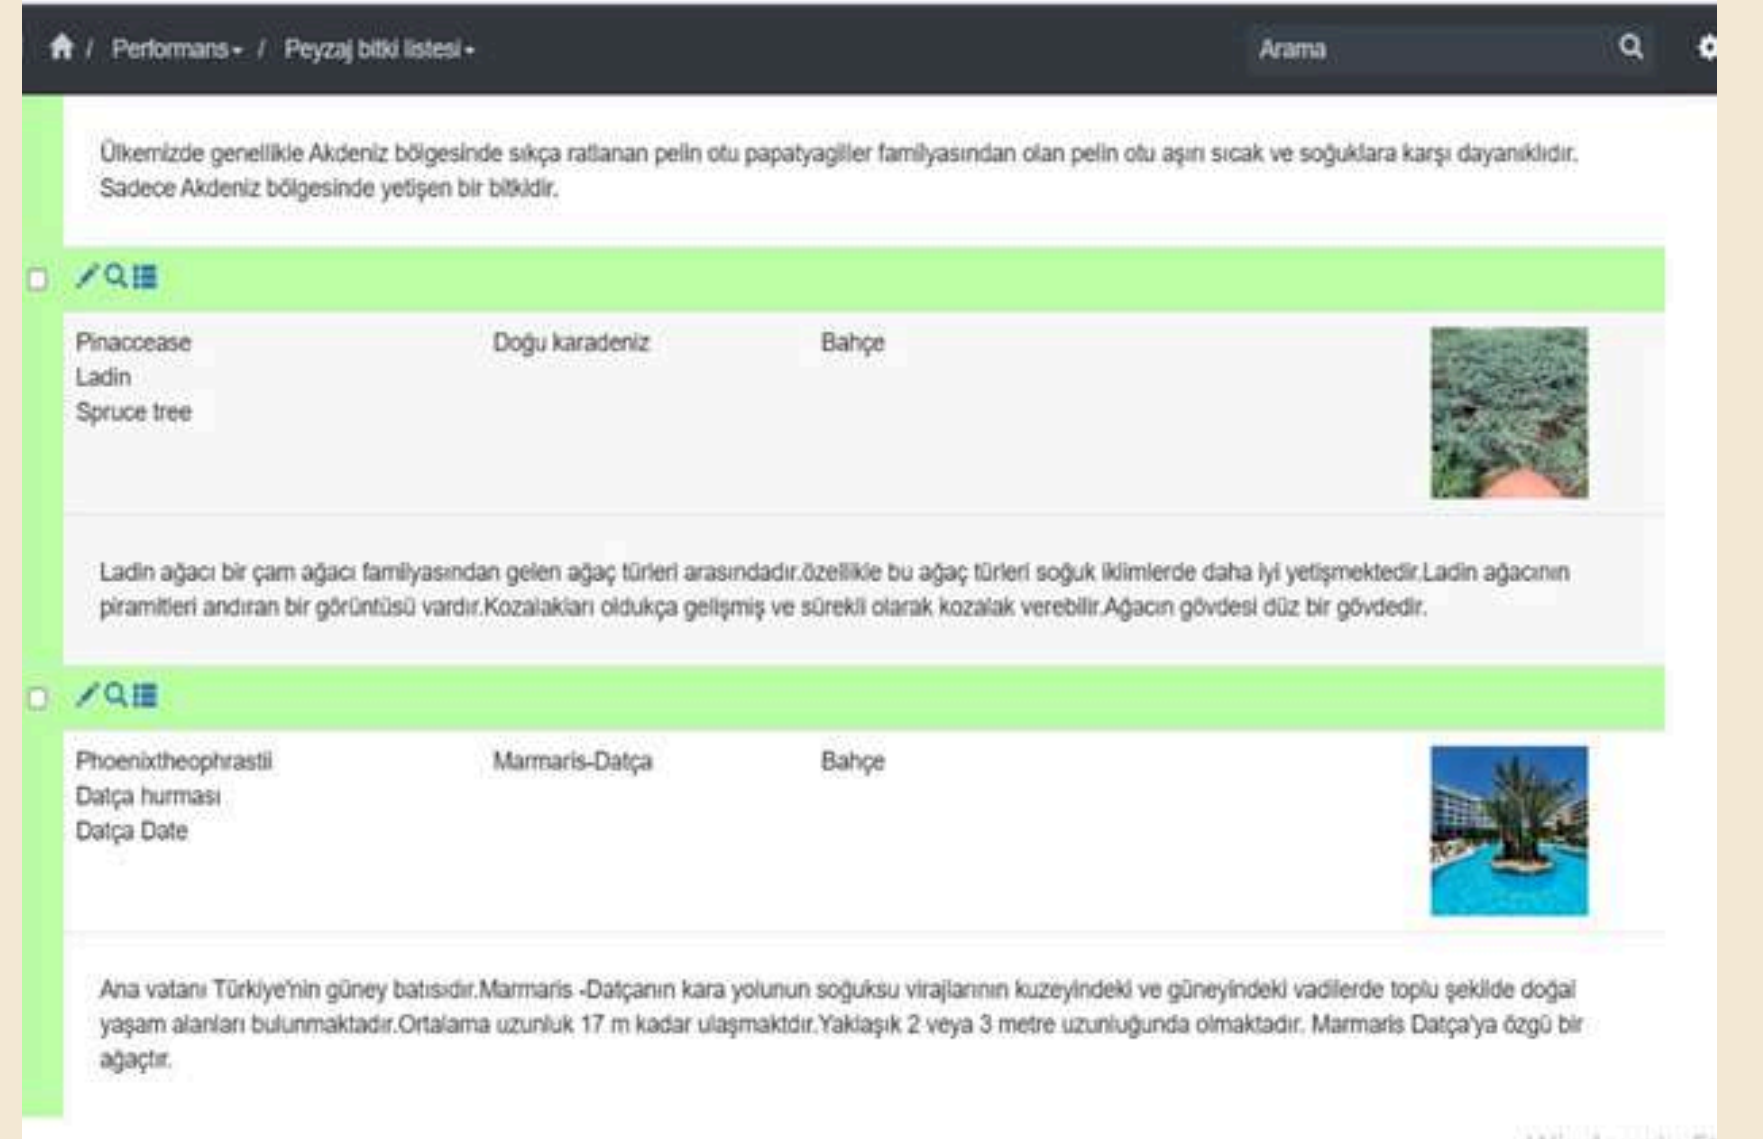 / Performans / Peyzaj bitki listesi
Arama
Ülkemizde genellikle Akdeniz bölgesinde sıkça ratlanan pelin otu papatyagiller familyasından olan pelin otu aşırı sıcak ve soğuklara karşı dayanıklıdır.
Sadece Akdeniz bölgesinde yetişen bir bitkidir.
Pinaccease Doğu karadeniz Bahçe
Ladin
Spruce tree
Ladin ağacı bir çam ağacı familyasından gelen ağaç türleri arasındadır.özellikle bu ağaç türleri soğuk iklimlerde daha iyi yetişmektedir.Ladin ağacının
piramitleri andıran bir görüntüsü vardır.Kozalakları oldukça gelişmiş ve sürekli olarak kozalak verebilir.Ağacın gövdesi düz bir gövdedir.
Phoenixtheophrastii Marmaris-Datça Bahçe
Datça hurması
Datça Date
Ana vatanı Türkiye'nin güney batısıdır.Marmaris -Datçanın kara yolunun soğuksu virajlarının kuzeyindeki ve güneyindeki vadilerde toplu şekilde doğal
yaşam alanları bulunmaktadır.Ortalama uzunluk 17 m kadar ulaşmaktdır.Yaklaşık 2 veya 3 metre uzunluğunda olmaktadır. Marmaris Datça'ya özgü bir
ağaçtır.